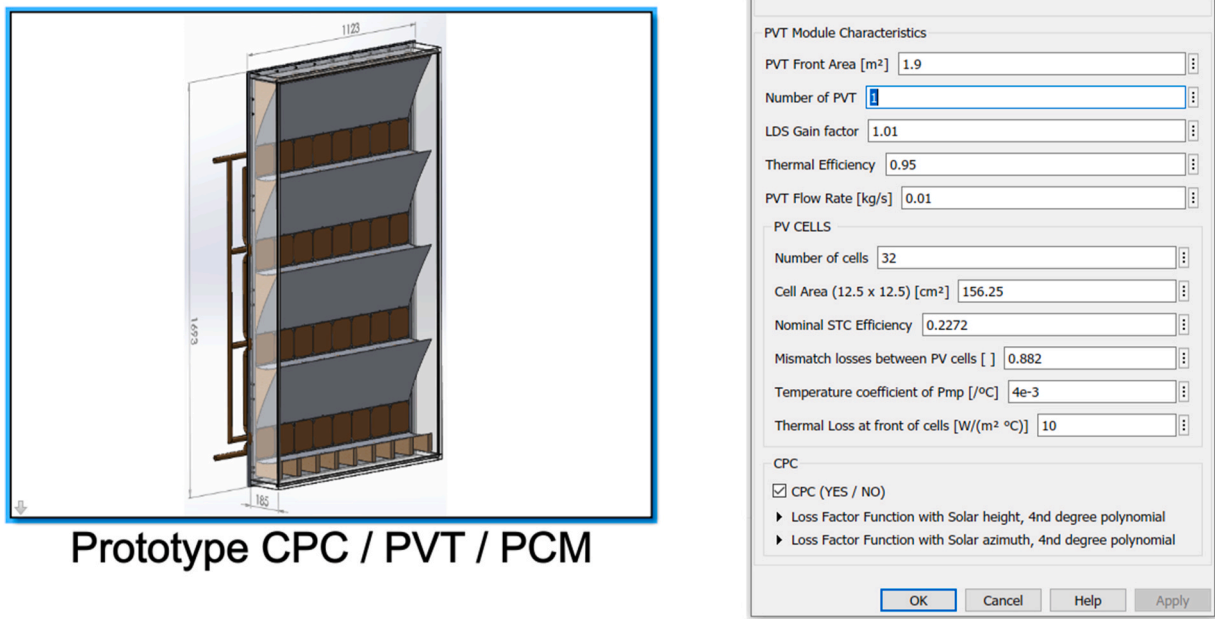 1123
1693
185
Prototype CPC / PVT / PCM
PVT Module Characteristics
PVT Front Area [m²] 1.9
Number of PVT 1
LDS Gain factor 1.01
Thermal Efficiency 0.95
PVT Flow Rate [kg/s] 0.01
PV CELLS
Number of cells 32
Cell Area (12.5 x 12.5) [cm²] 156.25
Nominal STC Efficiency 0.2272
Mismatch losses between PV cells [ ] 0.882
Temperature coefficient of Pmp [/ºC] 4e-3
Thermal Loss at front of cells [W/(m² ºC)] 10
CPC
CPC (YES / NO)
Loss Factor Function with Solar height, 4nd degree polynomial
Loss Factor Function with Solar azimuth, 4nd degree polynomial
OK Cancel Help Apply